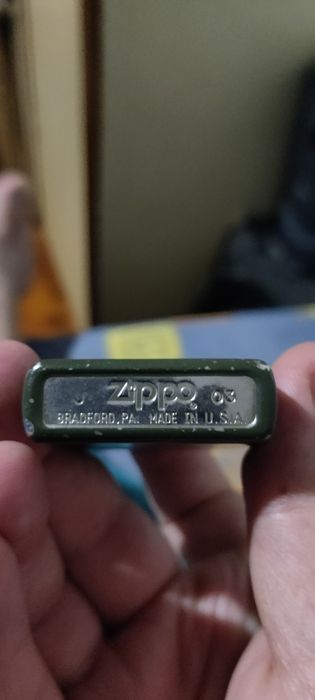 J Zippo 03
BRADFORD, PA. MADE IN U.S.A.